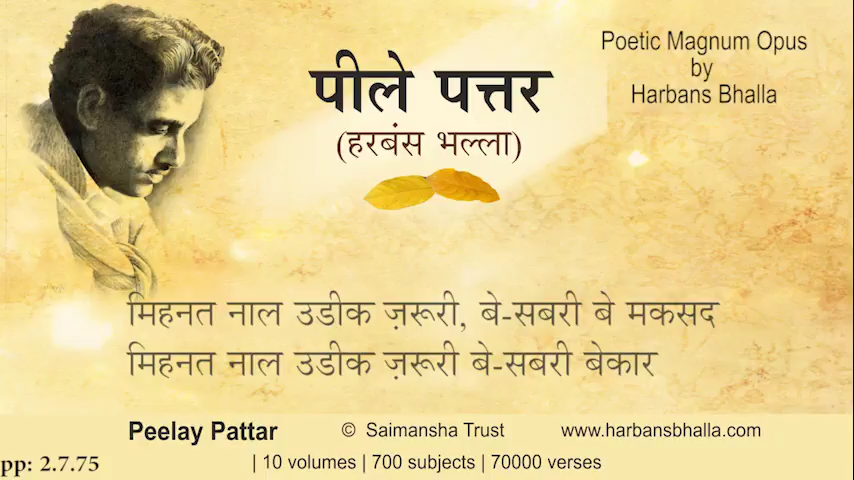 पीले पत्तर
(हरबंस भल्ला)
Poetic Magnum Opus
by
Harbans Bhalla
मिहनत नाल उडीक ज़रूरी, बे-सबरी बे मकसद
मिहनत नाल उडीक ज़रूरी बे-सबरी बेकार
Peelay Pattar © Saimansha Trust www.harbansbhalla.com
pp: 2.7.75 | 10 volumes | 700 subjects | 70000 verses